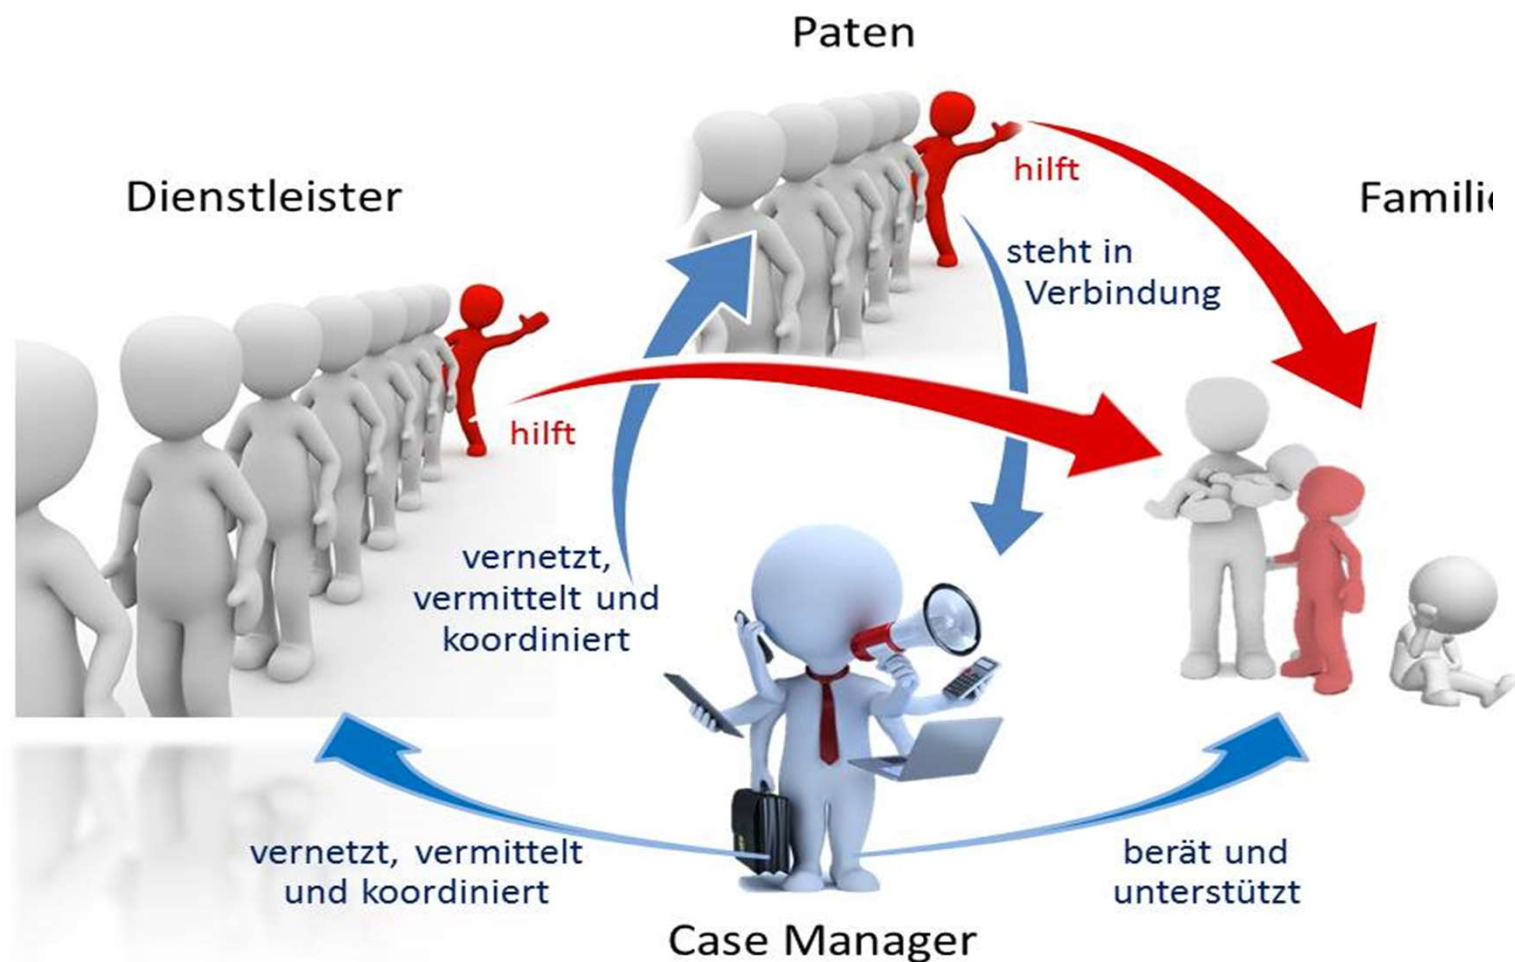 Paten
Dienstleister
hilft
Famili
steht in
Verbindung
hilft
vernetzt,
vermittelt und
koordiniert
vernetzt, vermittelt
und koordiniert
berät und
unterstützt
Case Manager